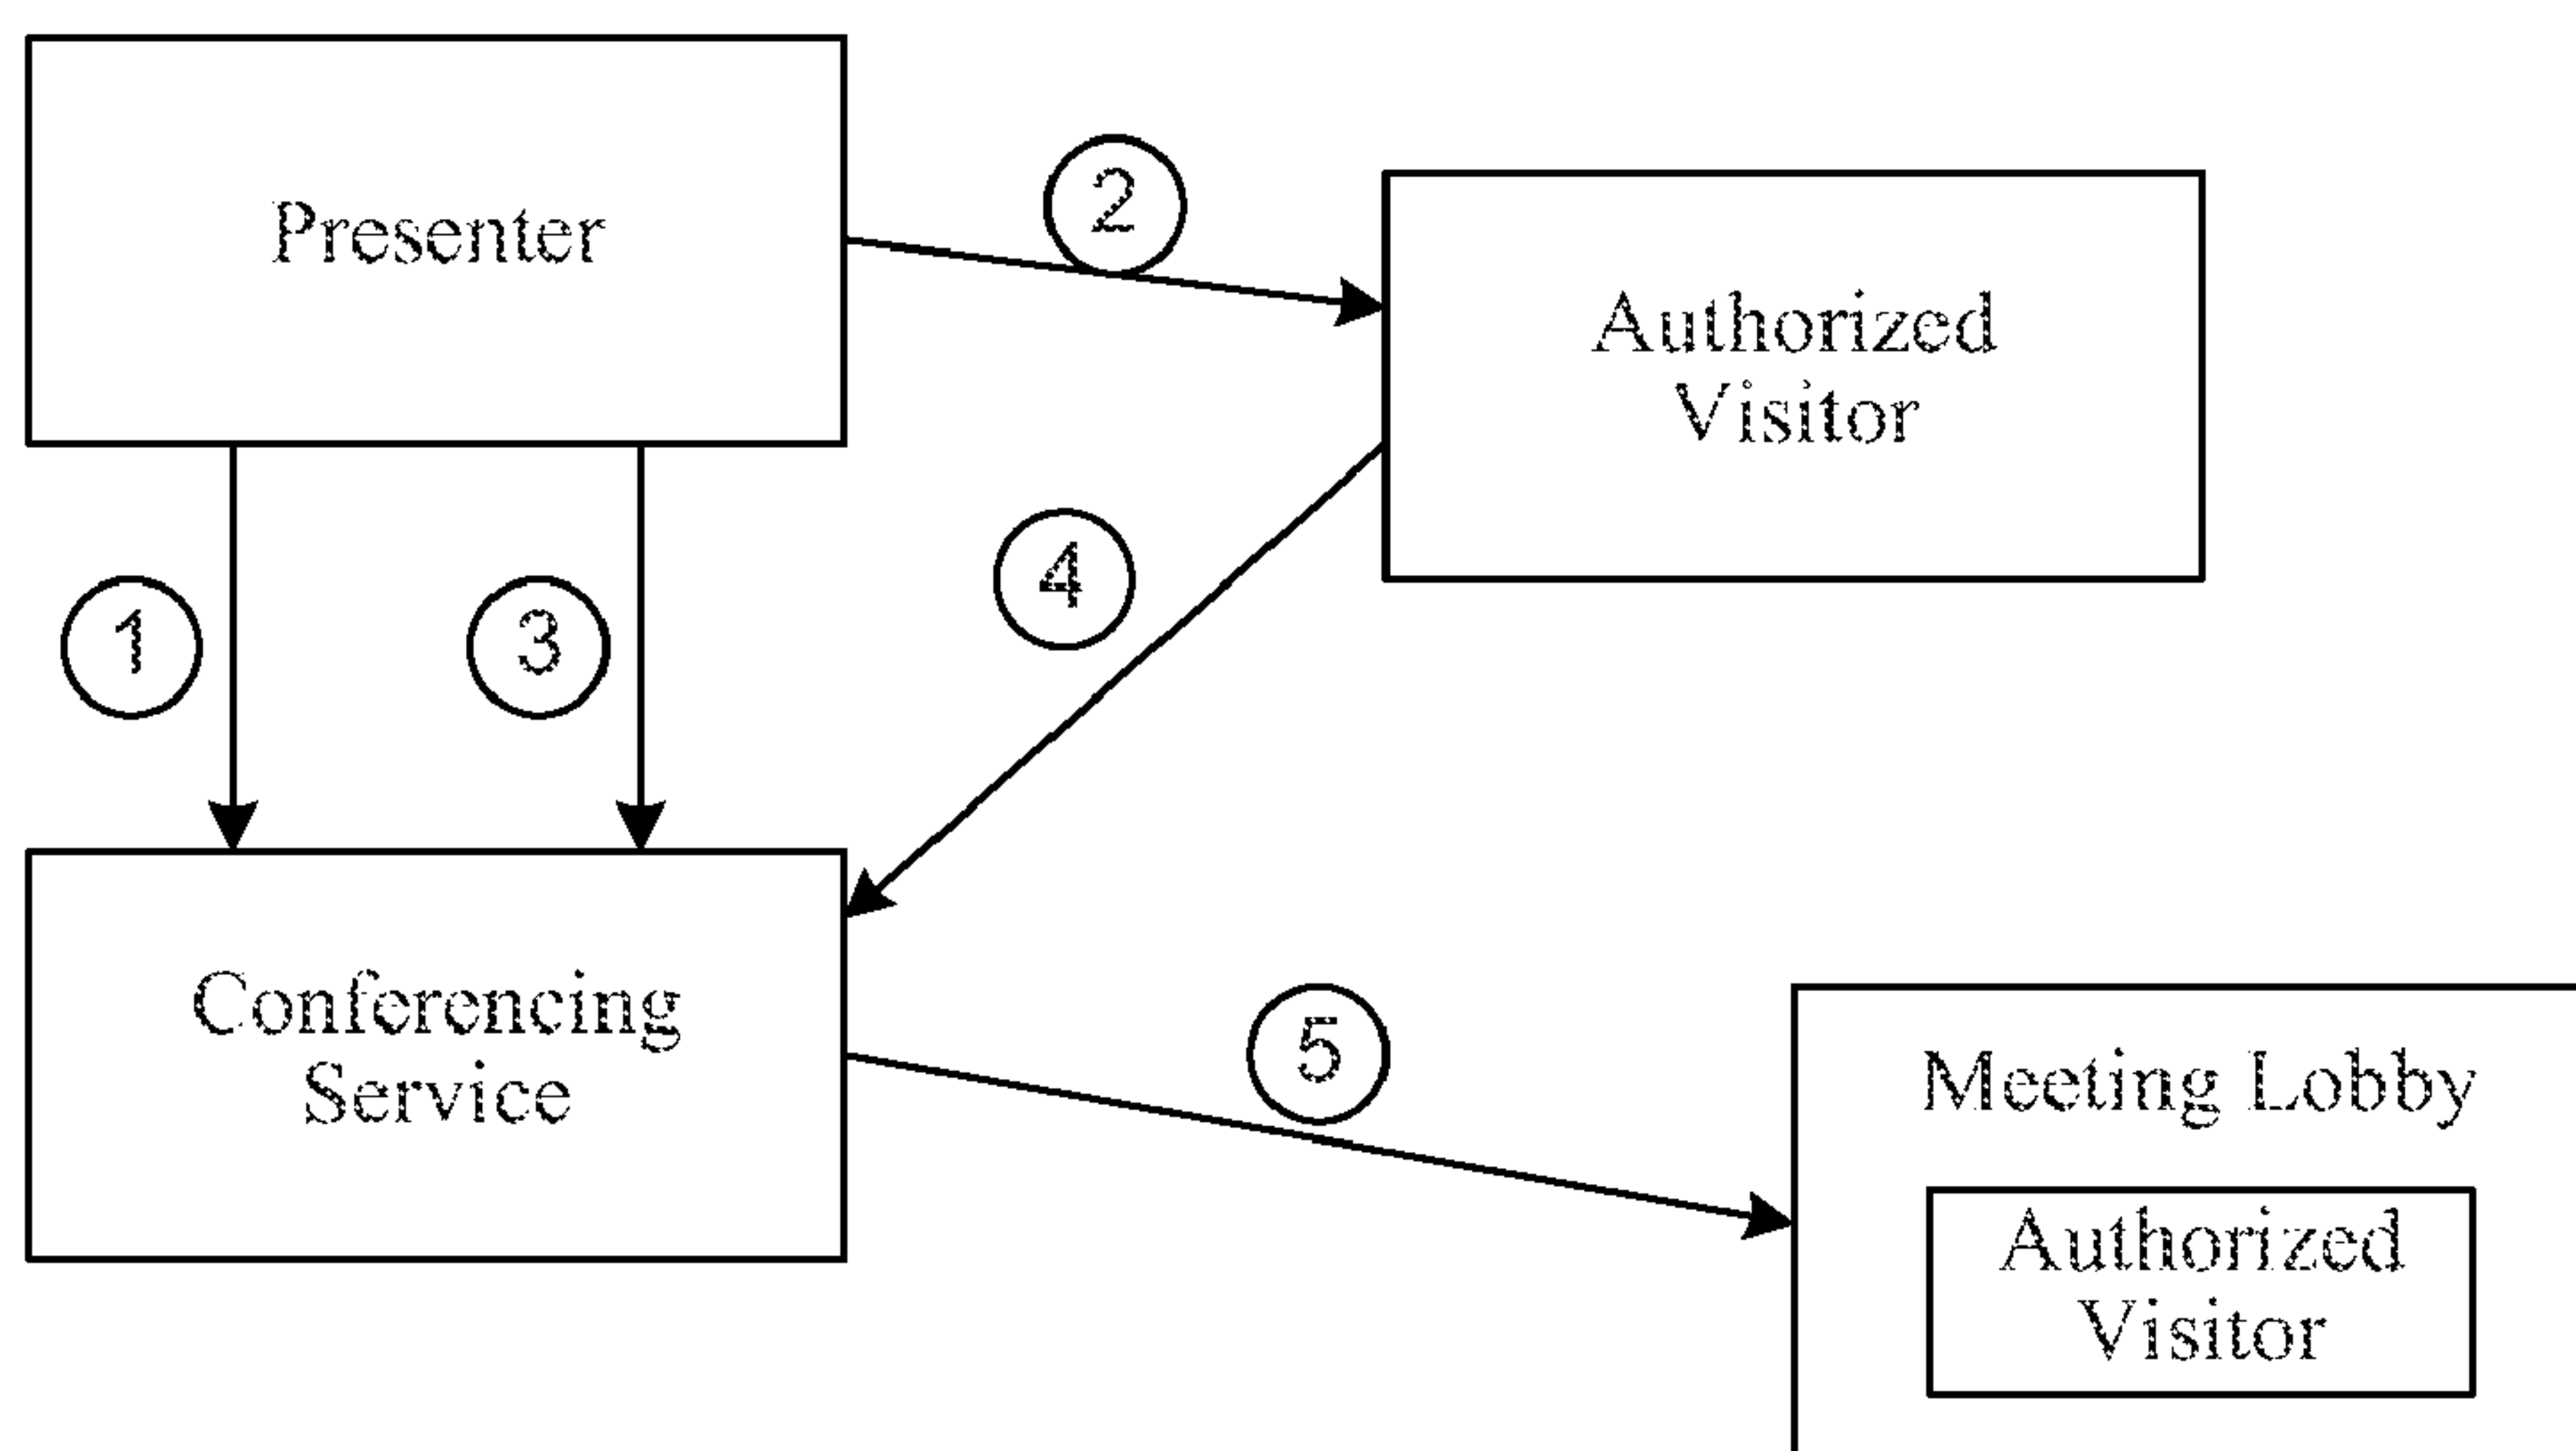 Presenter
2
Authorized
Visitor
1
3
4
Conferencing
Service
5
Meeting Lobby
Authorized
Visitor